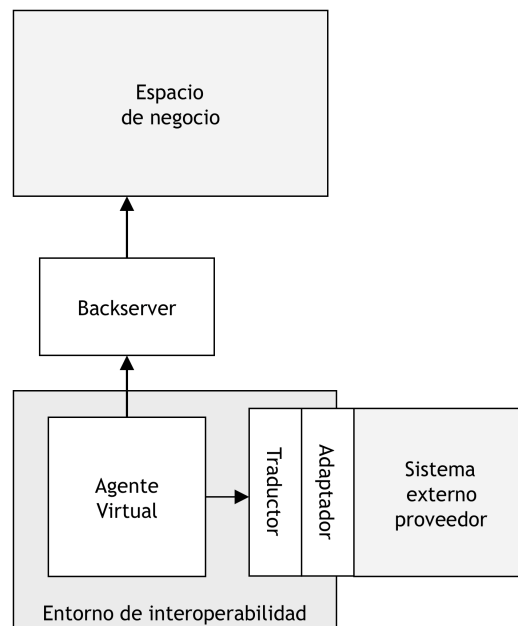 Espacio
de negocio
Backserver
Agente
Virtual
Traductor
Adaptador
Sistema
externo
proveedor
Entorno de interoperabilidad